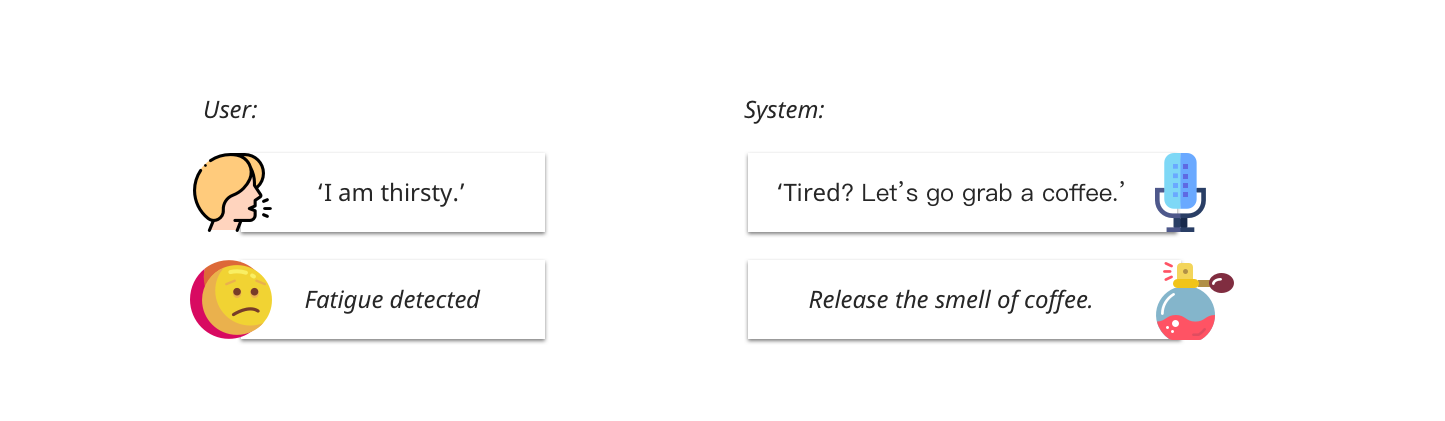 User:
System:
‘I am thirsty.’
‘Tired? Let’s go grab a coffee.’
Fatigue detected
Release the smell of coffee.